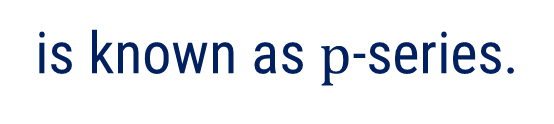 is known as p-series.